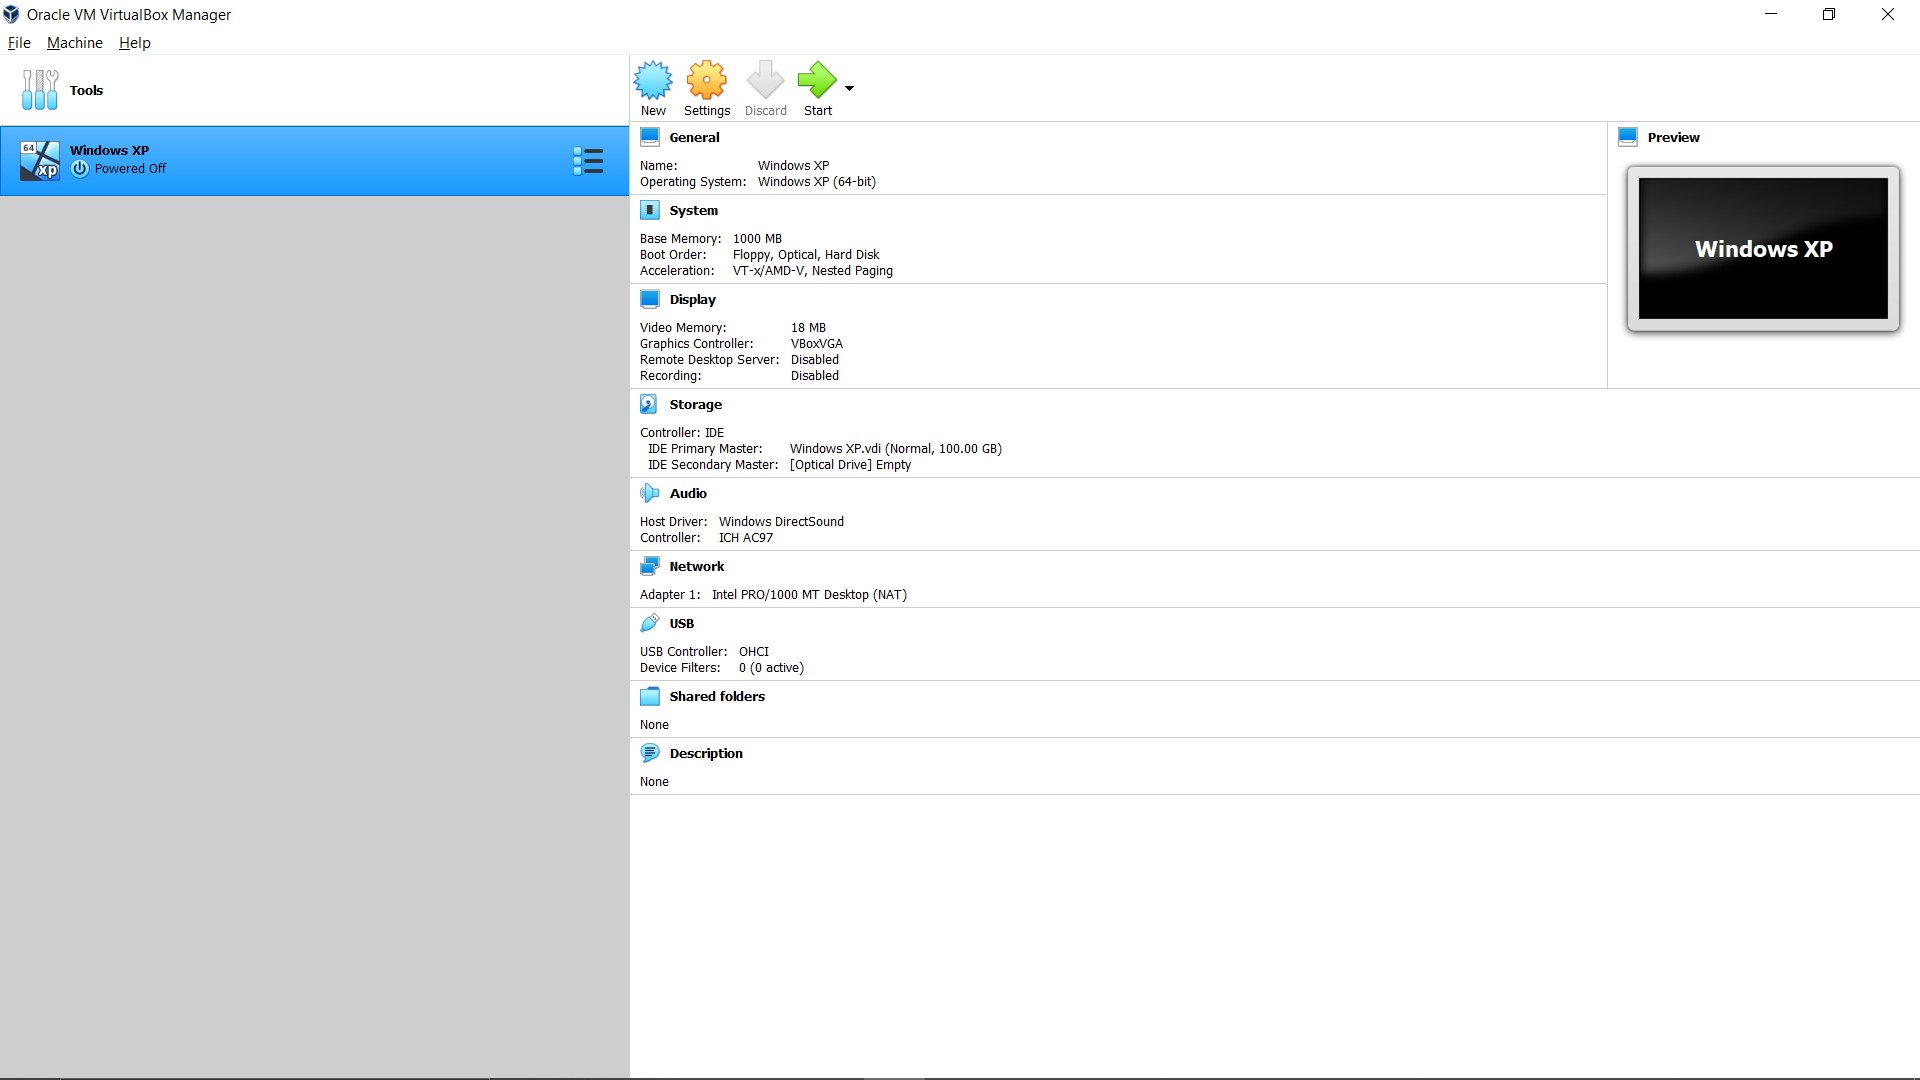 Oracle VM VirtualBox Manager
File Machine Help
Tools
64
xp
Windows XP
Powered Off
New Settings Discard Start
General
Name: Windows XP
Operating System: Windows XP (64-bit)
System
Base Memory: 1000 MB
Boot Order: Floppy, Optical, Hard Disk
Acceleration: VT-x/AMD-V, Nested Paging
Display
Video Memory: 18 MB
Graphics Controller: VBoxVGA
Remote Desktop Server: Disabled
Recording: Disabled
Preview
Windows XP
Storage
Controller: IDE
IDE Primary Master: Windows XP.vdi (Normal, 100.00 GB)
IDE Secondary Master: [Optical Drive] Empty
Audio
Host Driver: Windows DirectSound
Controller: ICH AC97
Network
Adapter 1: Intel PRO/1000 MT Desktop (NAT)
USB
USB Controller: OHCI
Device Filters: 0 (0 active)
Shared folders
None
Description
None